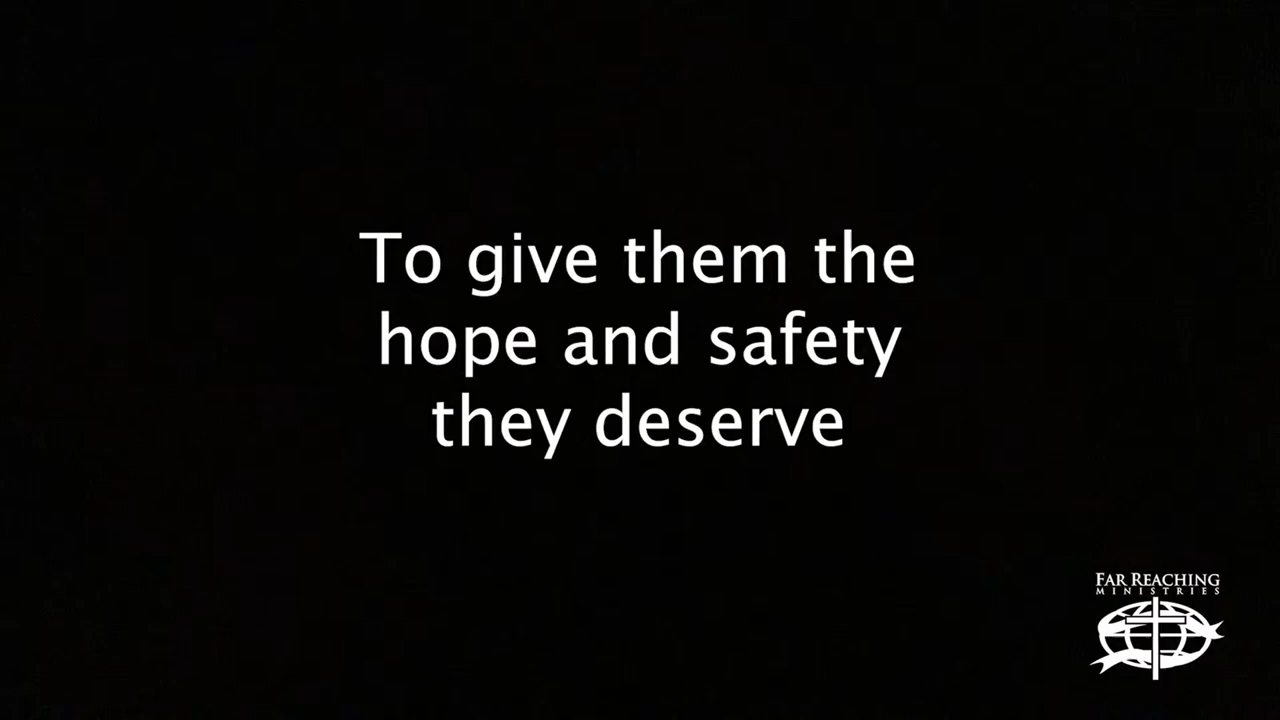 To give them the
hope and safety
they deserve
FAR REACHING
MINISTRIES